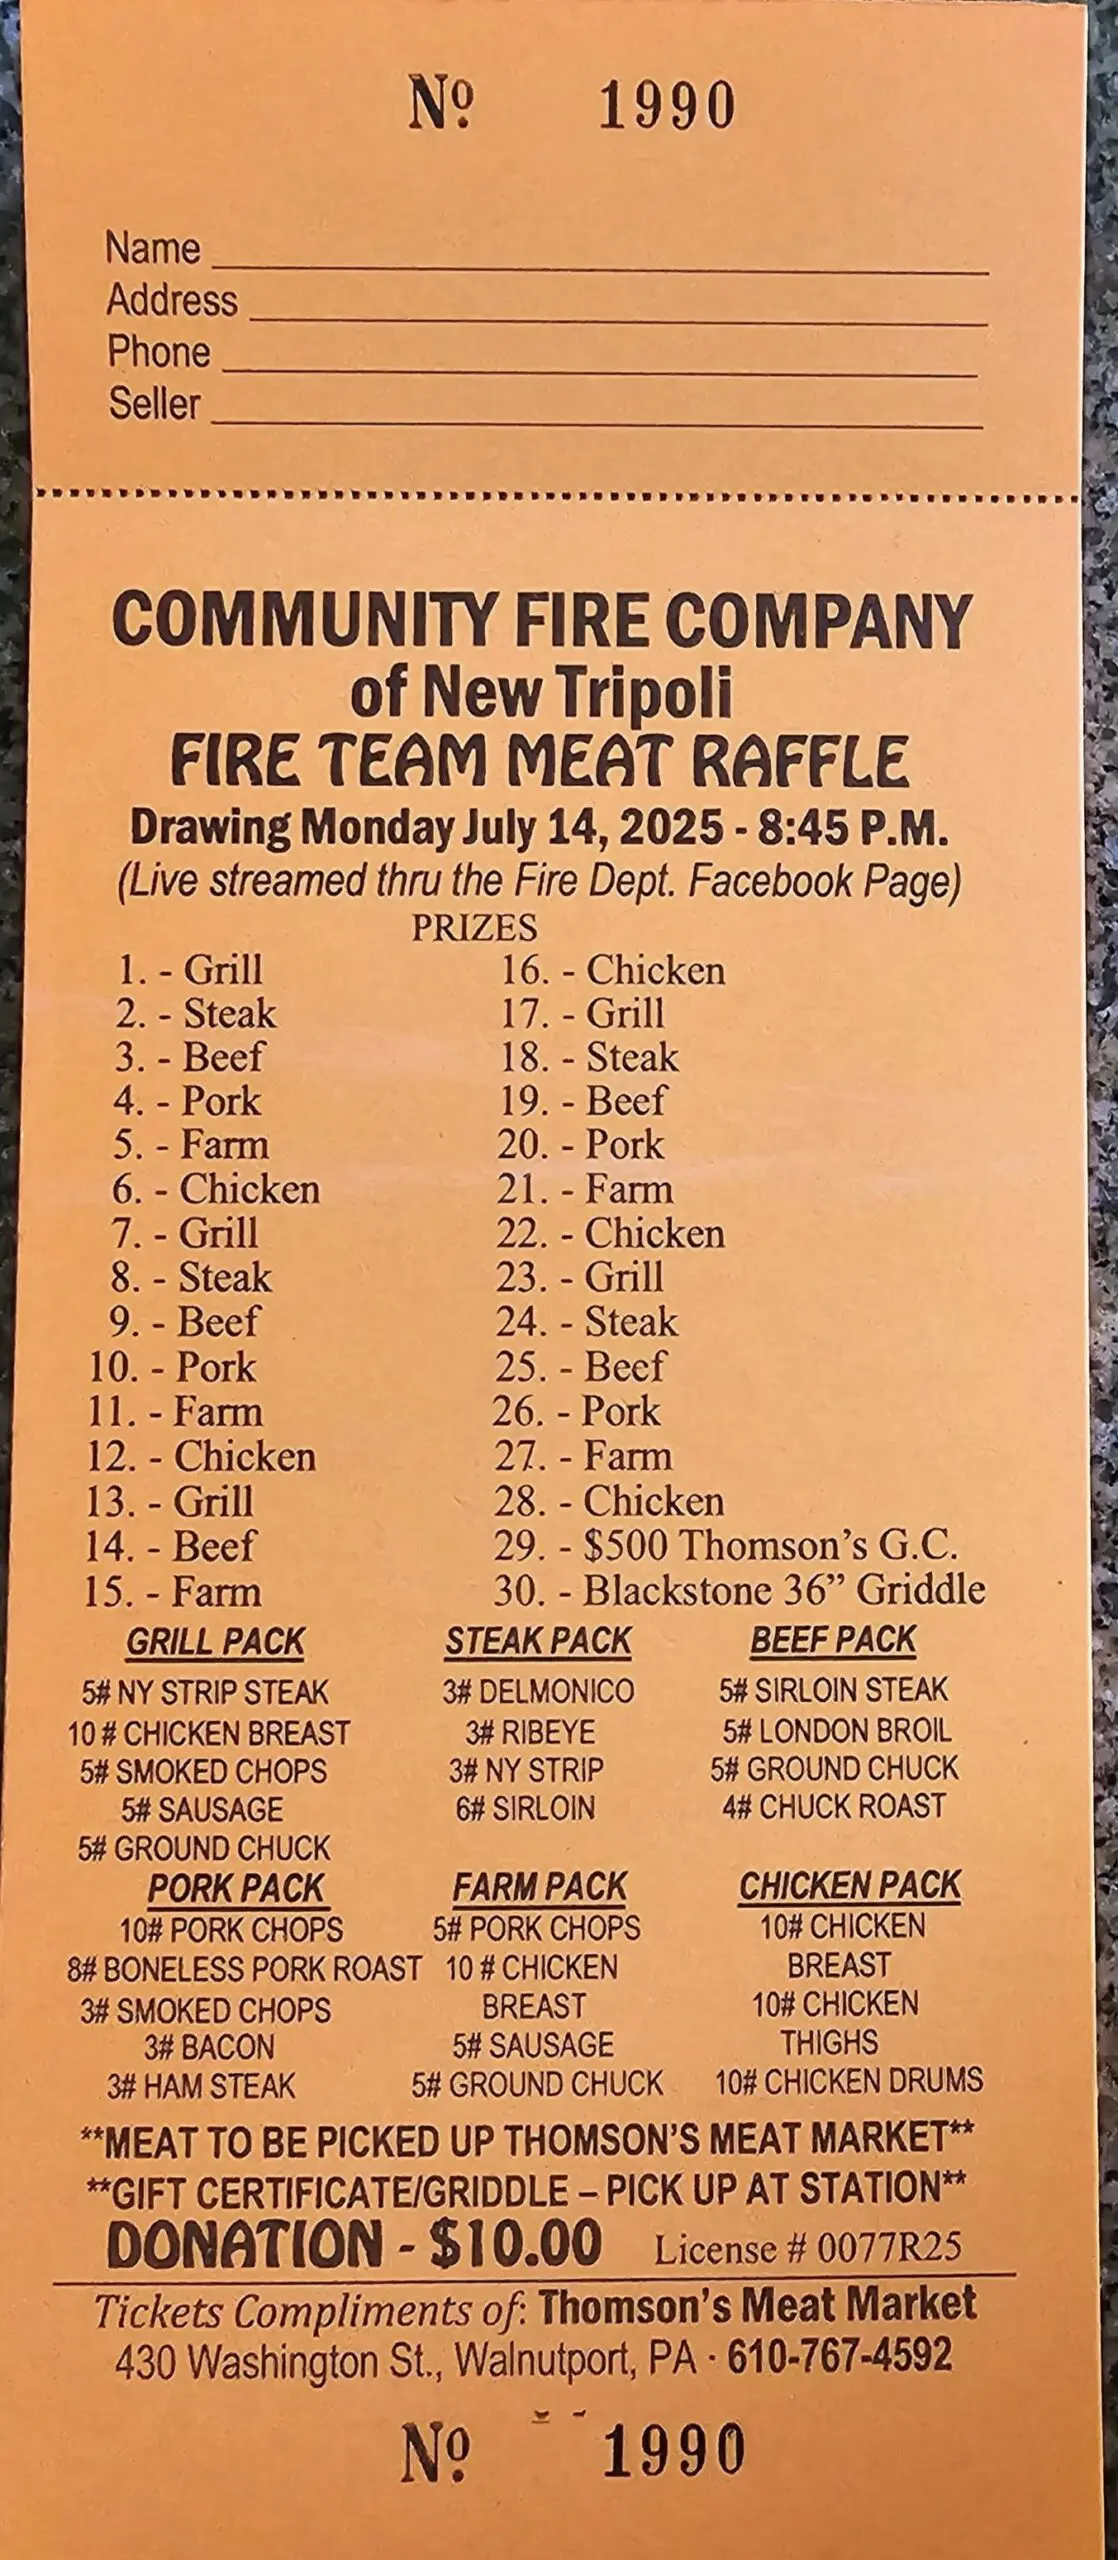 Nº 1990
Name
Address
Phone
Seller
COMMUNITY FIRE COMPANY
of New Tripoli
FIRE TEAM MEAT RAFFLE
Drawing Monday July 14, 2025 - 8:45 P.M.
(Live streamed thru the Fire Dept. Facebook Page)
PRIZES
1. - Grill
2. - Steak
3. - Beef
4. - Pork
5. - Farm
6. - Chicken
7. - Grill
8. - Steak
9. - Beef
10. - Pork
11. - Farm
12. - Chicken
13. - Grill
14. - Beef
15. - Farm
16. - Chicken
17. - Grill
18. - Steak
19. - Beef
20. - Pork
21. - Farm
22. - Chicken
23. - Grill
24. - Steak
25. - Beef
26. - Pork
27. - Farm
28. - Chicken
29. - $500 Thomson’s G.C.
30. - Blackstone 36” Griddle
GRILL PACK
5# NY STRIP STEAK
10 # CHICKEN BREAST
5# SMOKED CHOPS
5# SAUSAGE
5# GROUND CHUCK
STEAK PACK
3# DELMONICO
3# RIBEYE
3# NY STRIP
6# SIRLOIN
BEEF PACK
5# SIRLOIN STEAK
5# LONDON BROIL
5# GROUND CHUCK
4# CHUCK ROAST
PORK PACK
10# PORK CHOPS
8# BONELESS PORK ROAST
3# SMOKED CHOPS
3# BACON
3# HAM STEAK
FARM PACK
5# PORK CHOPS
10 # CHICKEN
BREAST
5# SAUSAGE
5# GROUND CHUCK
CHICKEN PACK
10# CHICKEN
BREAST
10# CHICKEN
THIGHS
10# CHICKEN DRUMS
**MEAT TO BE PICKED UP THOMSON’S MEAT MARKET**
**GIFT CERTIFICATE/GRIDDLE – PICK UP AT STATION**
DONATION - $10.00 License # 0077R25
Tickets Compliments of: Thomson’s Meat Market
430 Washington St., Walnutport, PA · 610-767-4592
Nº 1990